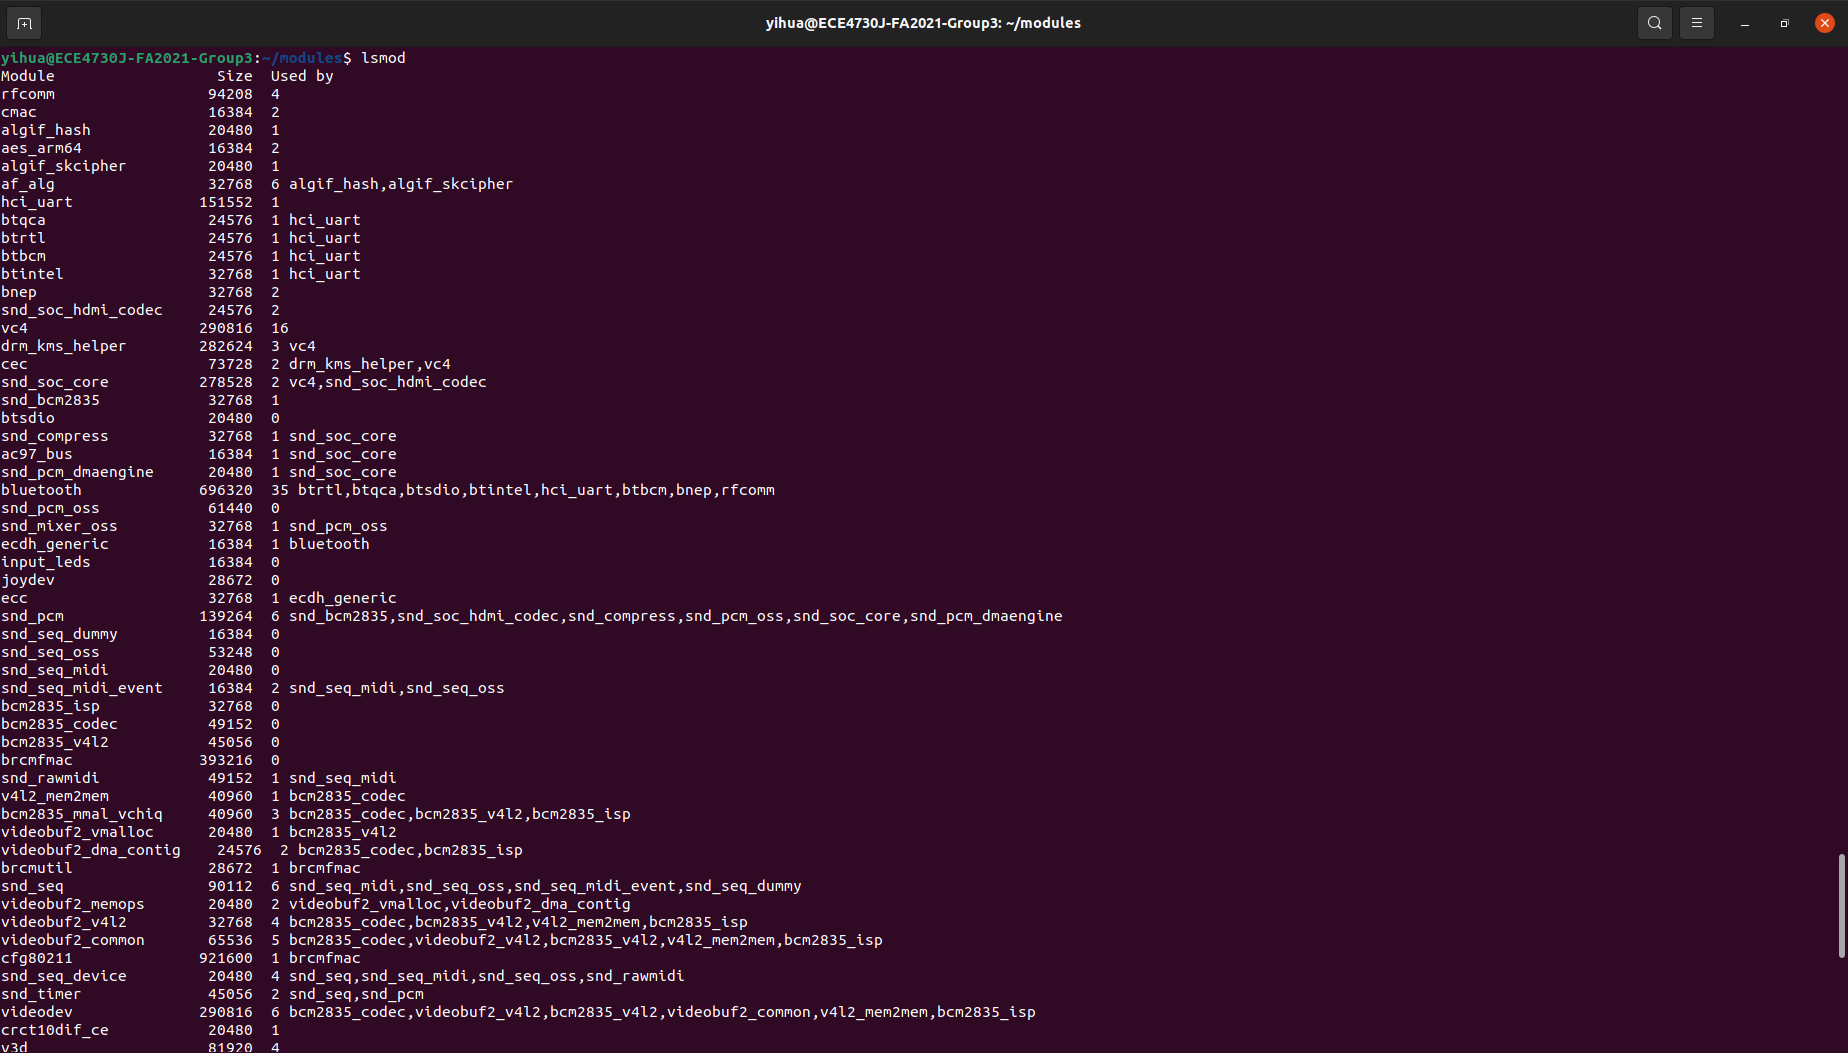 yihua@ECE4730J-FA2021-Group3: ~/modules
yihua@ECE4730J-FA2021-Group3:~/modules$ lsmod
Module                  Size  Used by
rfcomm                 94208  4
cmac                   16384  2
algif_hash             20480  1
aes_arm64              16384  2
algif_skcipher         20480  1
af_alg                 32768  6 algif_hash,algif_skcipher
hci_uart              151552  1
btqca                  24576  1 hci_uart
btrtl                  24576  1 hci_uart
btbcm                  24576  1 hci_uart
btintel                32768  1 hci_uart
bnep                   32768  2
snd_soc_hdmi_codec     24576  2
vc4                   290816  16
drm_kms_helper        282624  3 vc4
cec                    73728  2 drm_kms_helper,vc4
snd_soc_core          278528  2 vc4,snd_soc_hdmi_codec
snd_bcm2835            32768  1
btsdio                 20480  0
snd_compress           32768  1 snd_soc_core
ac97_bus               16384  1 snd_soc_core
snd_pcm_dmaengine      20480  1 snd_soc_core
bluetooth             696320  35 btrtl,btqca,btsdio,btintel,hci_uart,btbcm,bnep,rfcomm
snd_pcm_oss            61440  0
snd_mixer_oss          32768  1 snd_pcm_oss
ecdh_generic           16384  1 bluetooth
input_leds             16384  0
joydev                 28672  0
ecc                    32768  1 ecdh_generic
snd_pcm               139264  6 snd_bcm2835,snd_soc_hdmi_codec,snd_compress,snd_pcm_oss,snd_soc_core,snd_pcm_dmaengine
snd_seq_dummy          16384  0
snd_seq_oss            53248  0
snd_seq_midi           20480  0
snd_seq_midi_event     16384  2 snd_seq_midi,snd_seq_oss
bcm2835_isp            32768  0
bcm2835_codec          49152  0
bcm2835_v4l2           45056  0
brcmfmac              393216  0
snd_rawmidi            49152  1 snd_seq_midi
v4l2_mem2mem           40960  1 bcm2835_codec
bcm2835_mmal_vchiq     40960  3 bcm2835_codec,bcm2835_v4l2,bcm2835_isp
videobuf2_vmalloc      20480  1 bcm2835_v4l2
videobuf2_dma_contig    24576  2 bcm2835_codec,bcm2835_isp
brcmutil               28672  1 brcmfmac
snd_seq                90112  6 snd_seq_midi,snd_seq_oss,snd_seq_midi_event,snd_seq_dummy
videobuf2_memops       20480  2 videobuf2_vmalloc,videobuf2_dma_contig
videobuf2_v4l2         32768  4 bcm2835_codec,bcm2835_v4l2,v4l2_mem2mem,bcm2835_isp
videobuf2_common       65536  5 bcm2835_codec,videobuf2_v4l2,bcm2835_v4l2,v4l2_mem2mem,bcm2835_isp
cfg80211              921600  1 brcmfmac
snd_seq_device         20480  4 snd_seq,snd_seq_midi,snd_seq_oss,snd_rawmidi
snd_timer              45056  2 snd_seq,snd_pcm
videodev              290816  6 bcm2835_codec,videobuf2_v4l2,bcm2835_v4l2,videobuf2_common,v4l2_mem2mem,bcm2835_isp
crct10dif_ce           20480  1
v3d                    81920  4